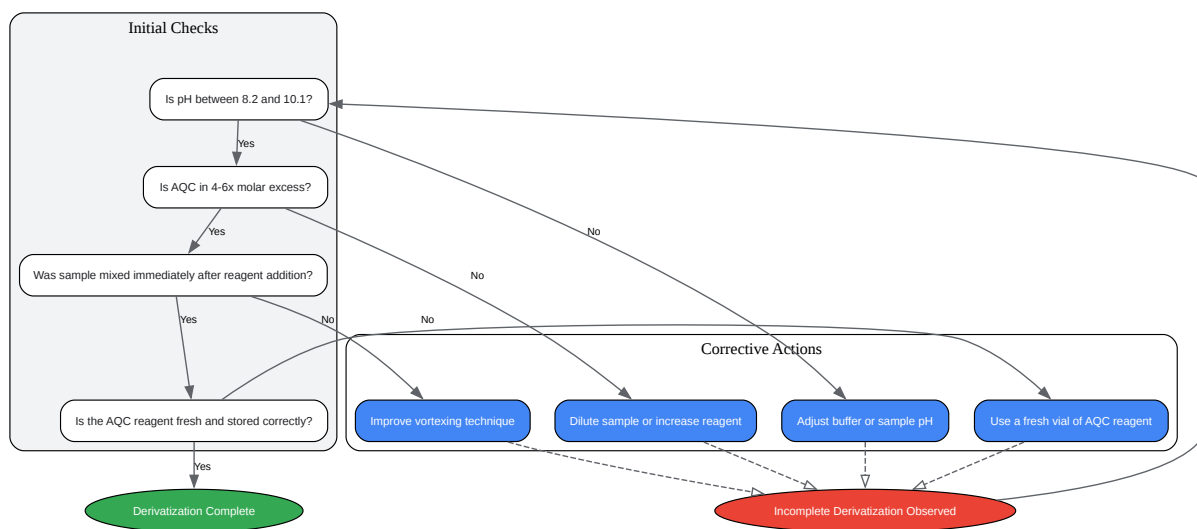 Initial Checks
Is pH between 8.2 and 10.1?
Yes
Is AQC in 4-6x molar excess?
Yes
No
No
Was sample mixed immediately after reagent addition?
Yes
No
No
Corrective Actions
Is the AQC reagent fresh and stored correctly?
Improve vortexing technique
Dilute sample or increase reagent
Adjust buffer or sample pH
Use a fresh vial of AQC reagent
Yes
Derivatization Complete
Incomplete Derivatization Observed